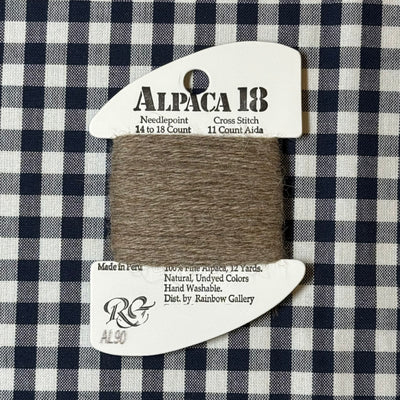 ALPACA 18
Needlepoint Cross Stitch
14 to 18 Count 11 Count Aida
Made in Peru 100% Fine Alpaca, 12 Yards.
Natural, Undyed Colors
Hand Washable.
Dist. by Rainbow Gallery
RG
AL90